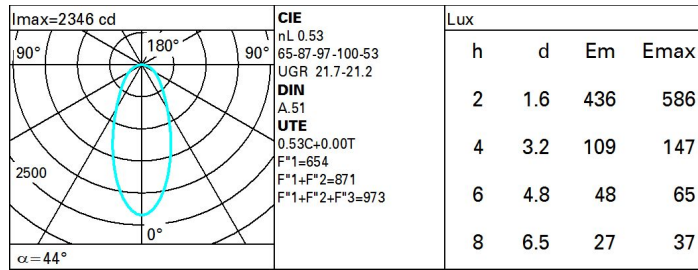 Imax=2346 cd
90° 180° 90°
2500
0°
α=44°
CIE
nL 0.53
65-87-97-100-53
UGR 21.7-21.2
DIN
A.51
UTE
0.53C+0.00T
F"1=654
F"1+F"2=871
F"1+F"2+F"3=973
Lux
h d Em Emax
2 1.6 436 586
4 3.2 109 147
6 4.8 48 65
8 6.5 27 37